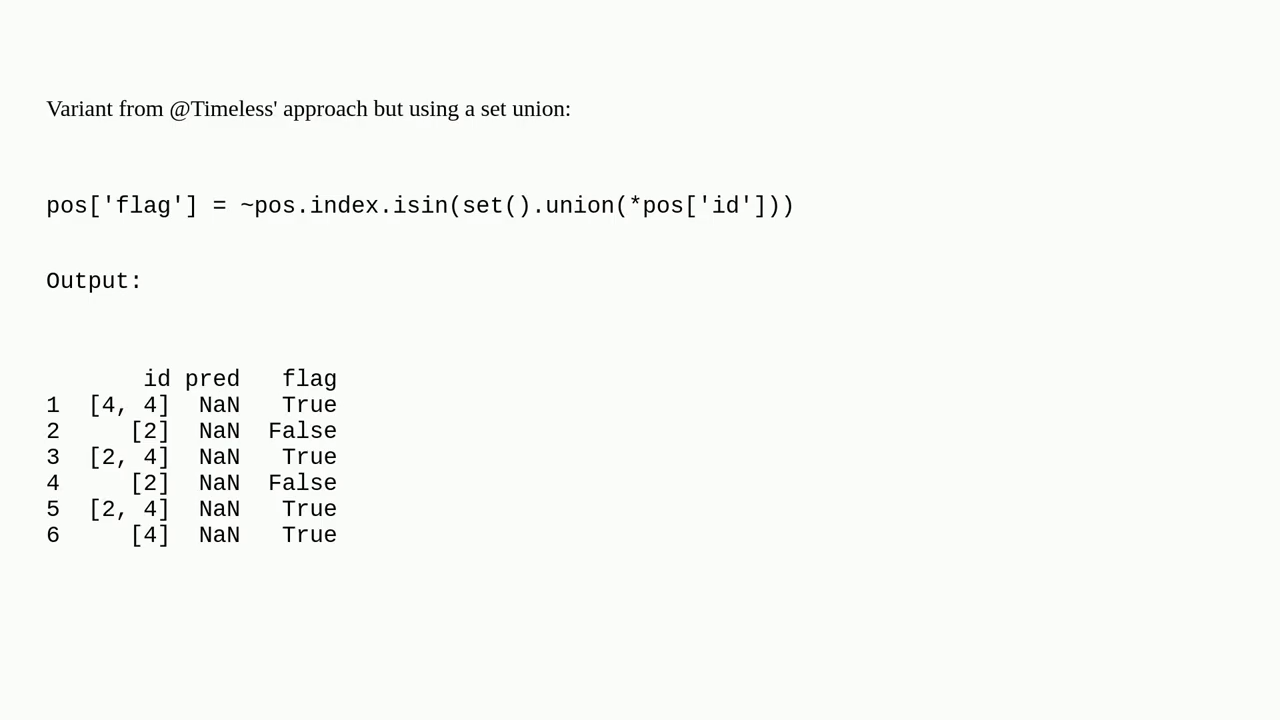 Variant from @Timeless' approach but using a set union:
pos['flag'] = ~pos.index.isin(set().union(*pos['id']))
Output:
        id pred   flag
1  [4, 4]  NaN   True
2     [2]  NaN  False
3  [2, 4]  NaN   True
4     [2]  NaN  False
5  [2, 4]  NaN   True
6     [4]  NaN   True